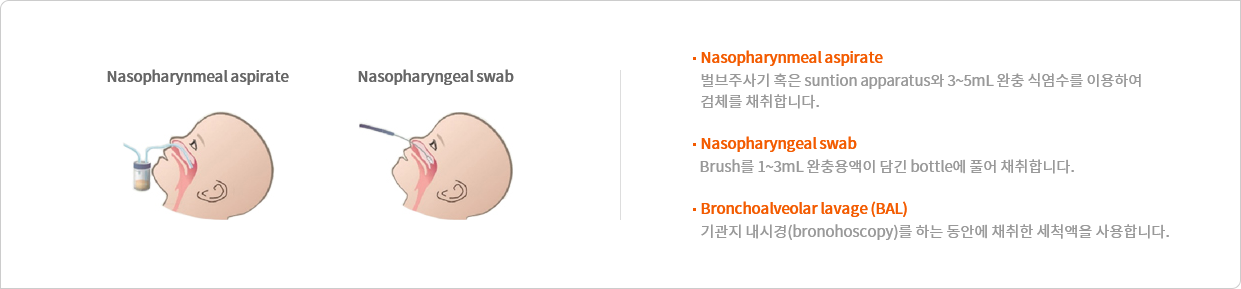 Nasopharynmeal aspirate
Nasopharyngeal swab
· Nasopharynmeal aspirate
벌브주사기 혹은 suntion apparatus와 3~5mL 완충 식염수를 이용하여
검체를 채취합니다.
· Nasopharyngeal swab
Brush를 1~3mL 완충용액이 담긴 bottle에 풀어 채취합니다.
· Bronchoalveolar lavage (BAL)
기관지 내시경(bronohoscopy)를 하는 동안에 채취한 세척액을 사용합니다.